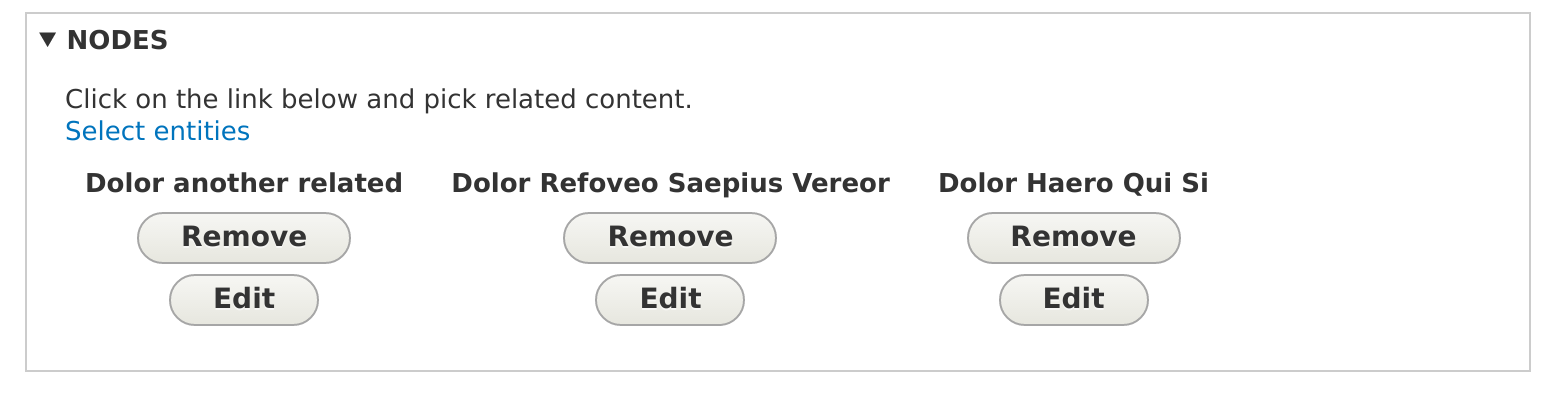 ▼ NODES
Click on the link below and pick related content.
Select entities
Dolor another related Dolor Refoveo Saepius Vereor Dolor Haero Qui Si
Remove Remove Remove
Edit Edit Edit